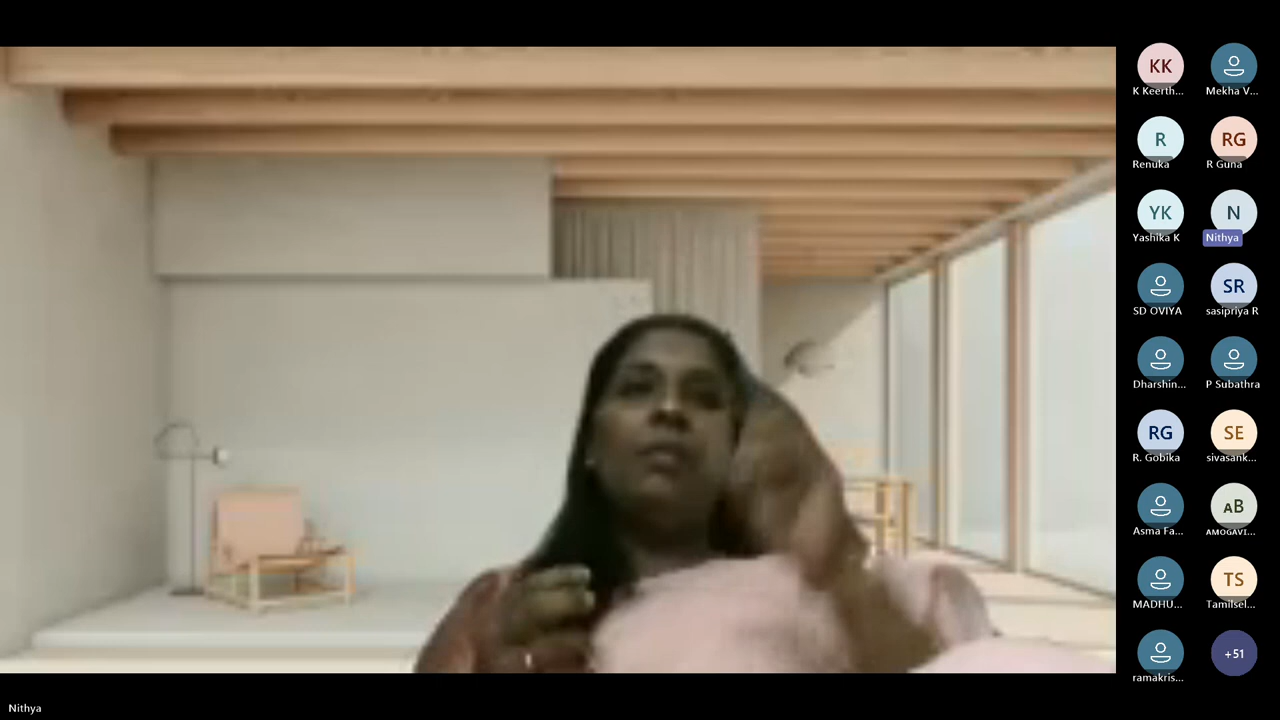 KK
K Keerth...
Mekha V...
R
Renuka
RG
R Guna
YK
Yashika K
N
Nithya
SD OVIYA
SR
sasipriya R
Dharshin...
P Subathra
RG
R. Gobika
SE
sivasank...
Asma Fa...
AB
AMOGAVI...
MADHU...
TS
Tamilsel...
ramakris...
+51
Nithya